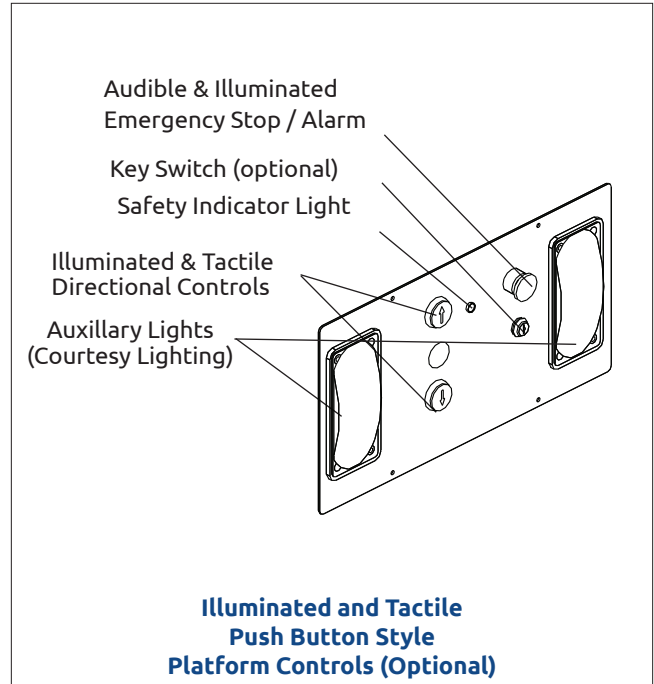 Audible & Illuminated
Emergency Stop / Alarm
Key Switch (optional)
Safety Indicator Light
Illuminated & Tactile
Directional Controls
Auxillary Lights
(Courtesy Lighting)
Illuminated and Tactile
Push Button Style
Platform Controls (Optional)